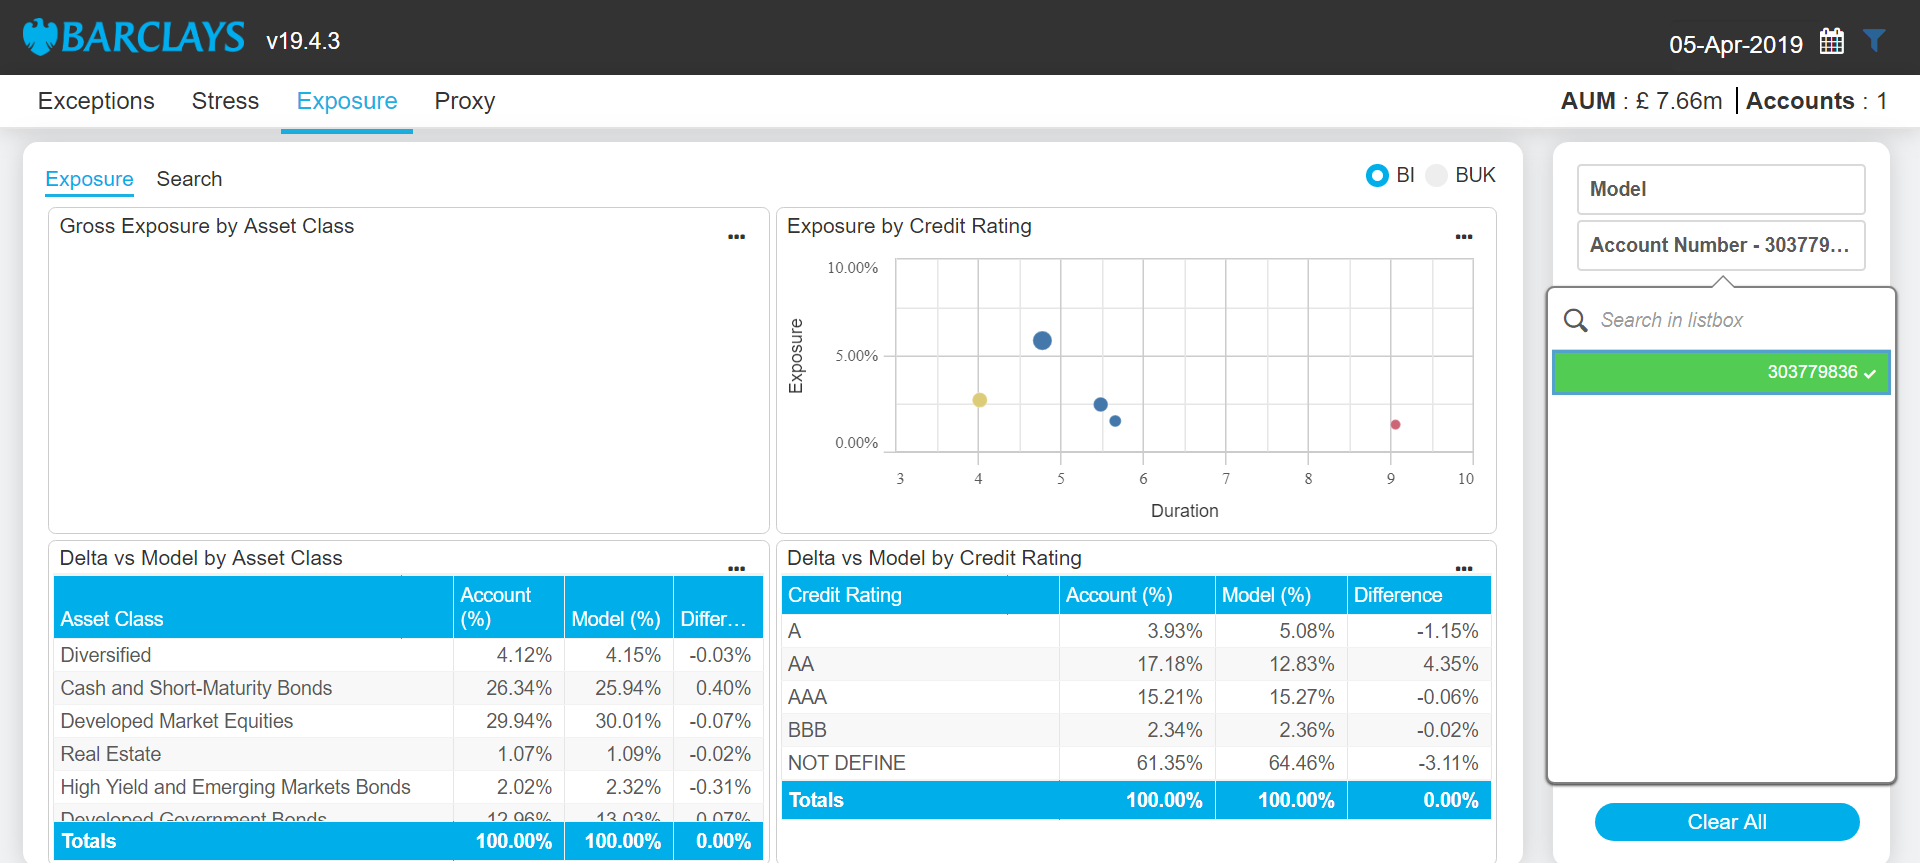 BARCLAYS v19.4.3
05-Apr-2019
Exceptions Stress Exposure Proxy
AUM : £ 7.66m Accounts : 1
Exposure Search
BI BUK
Gross Exposure by Asset Class
...
Exposure by Credit Rating
...
10.00%
5.00%
0.00%
Exposure
3 4 5 6 7 8 9 10
Duration
Delta vs Model by Asset Class
...
Asset Class Account (%) Model (%) Differ...
Diversified 4.12% 4.15% -0.03%
Cash and Short-Maturity Bonds 26.34% 25.94% 0.40%
Developed Market Equities 29.94% 30.01% -0.07%
Real Estate 1.07% 1.09% -0.02%
High Yield and Emerging Markets Bonds 2.02% 2.32% -0.31%
Developed Government Bonds 12.96% 13.03%
Totals 100.00% 100.00% 0.00%
Delta vs Model by Credit Rating
...
Credit Rating Account (%) Model (%) Difference
A 3.93% 5.08% -1.15%
AA 17.18% 12.83% 4.35%
AAA 15.21% 15.27% -0.06%
BBB 2.34% 2.36% -0.02%
NOT DEFINE 61.35% 64.46% -3.11%
Totals 100.00% 100.00% 0.00%
Model
Account Number - 303779...
Search in listbox
303779836
Clear All